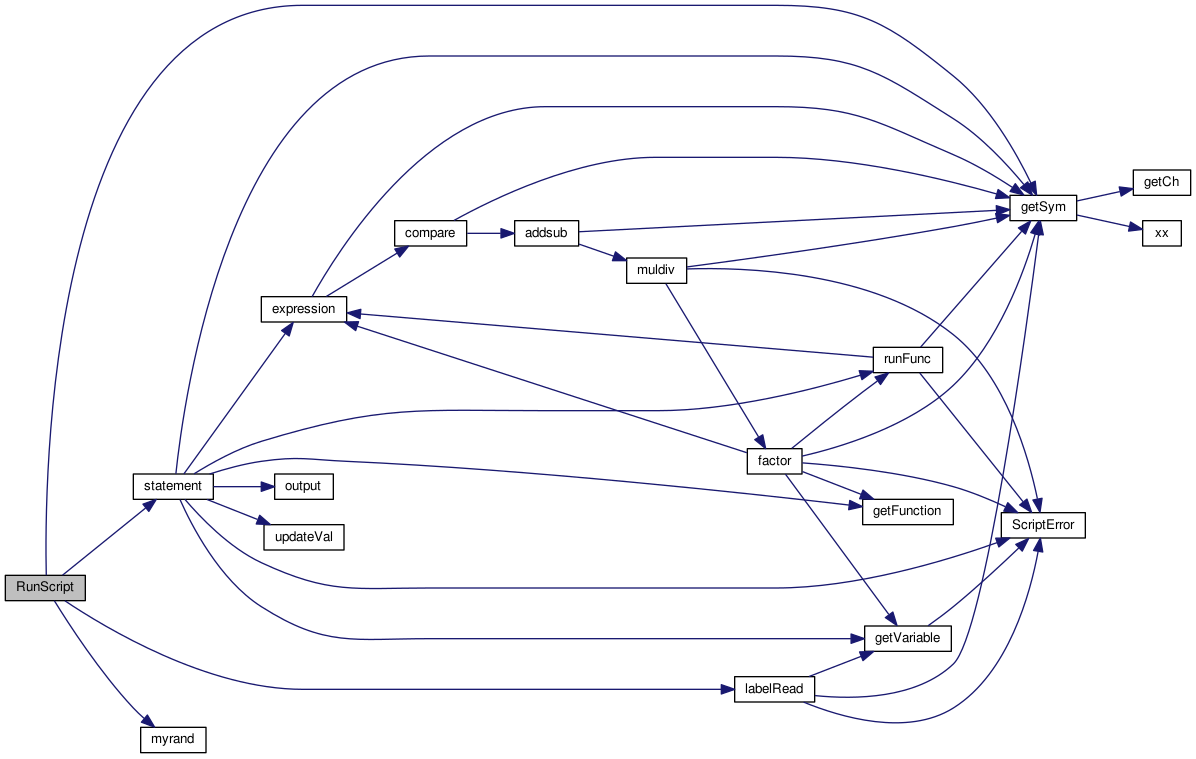 getCh
getSym
compare
addsub
xx
muldiv
expression
runFunc
factor
statement
output
getFunction
ScriptError
updateVal
RunScript
getVariable
labelRead
myrand